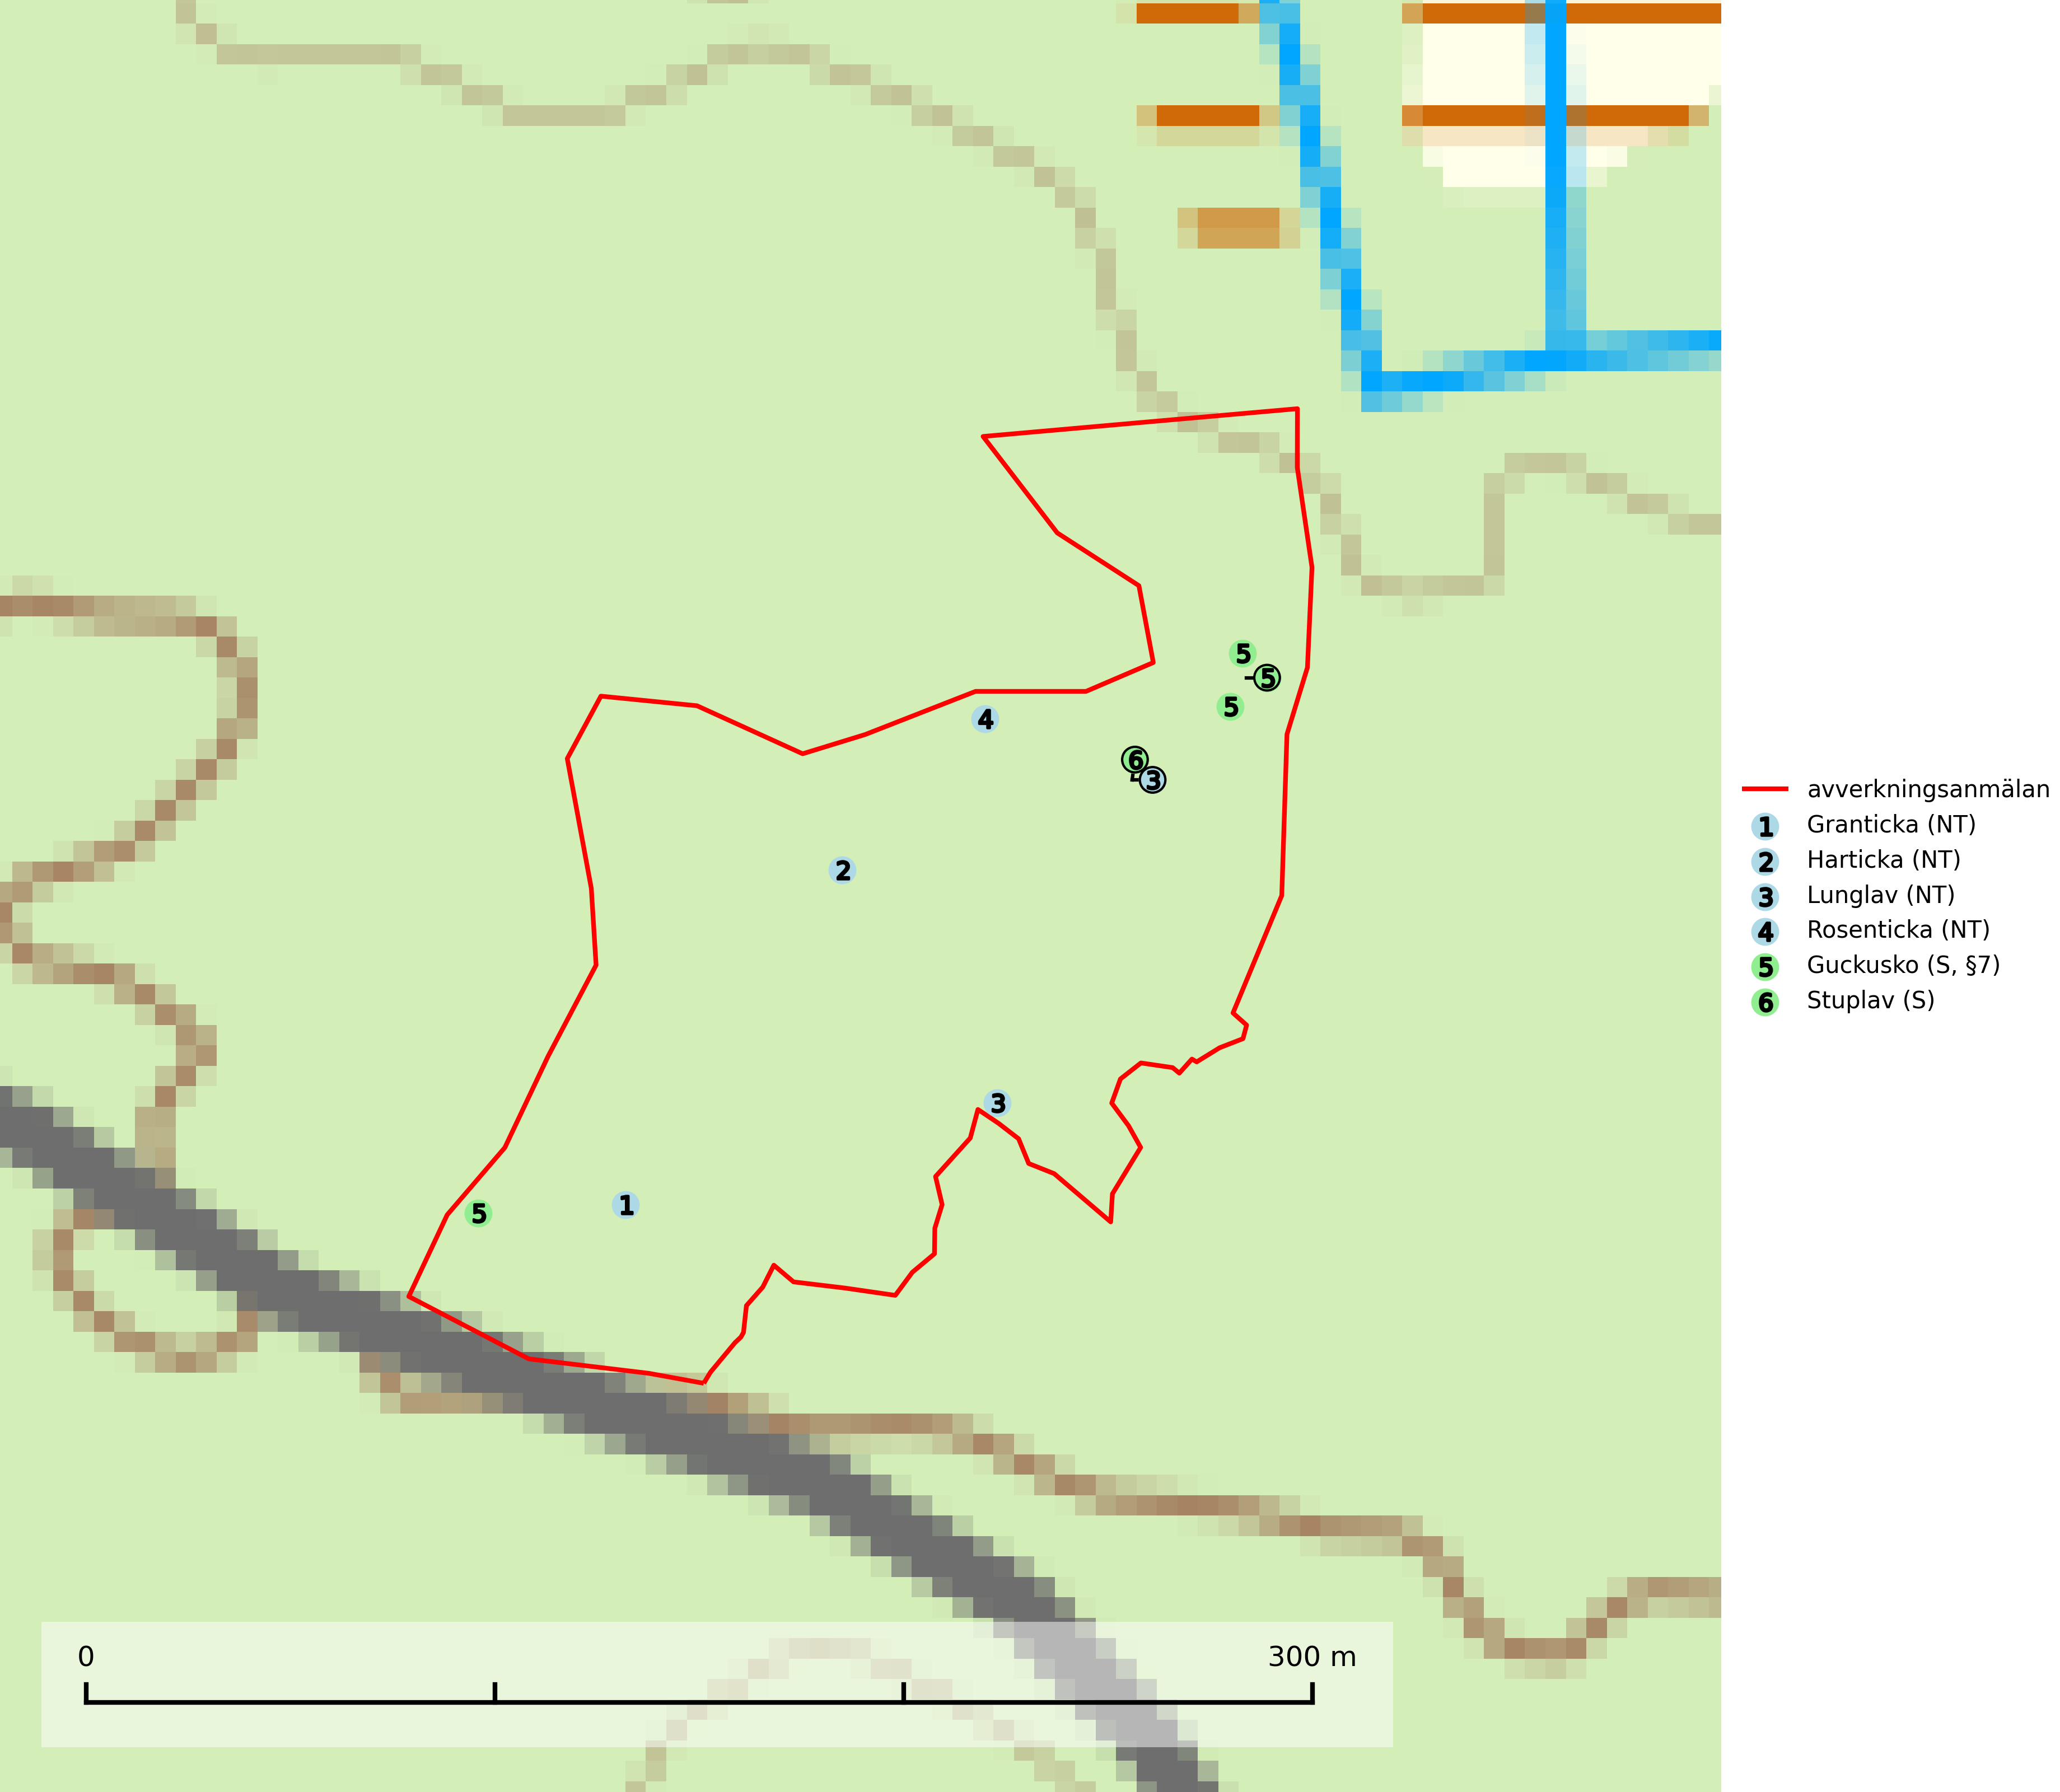 5
5
5
4
6
3
2
3
1
5
avverkningsanmälan
1 Granticka (NT)
2 Harticka (NT)
3 Lunglav (NT)
4 Rosenticka (NT)
5 Guckusko (S, §7)
6 Stuplav (S)
0 300 m